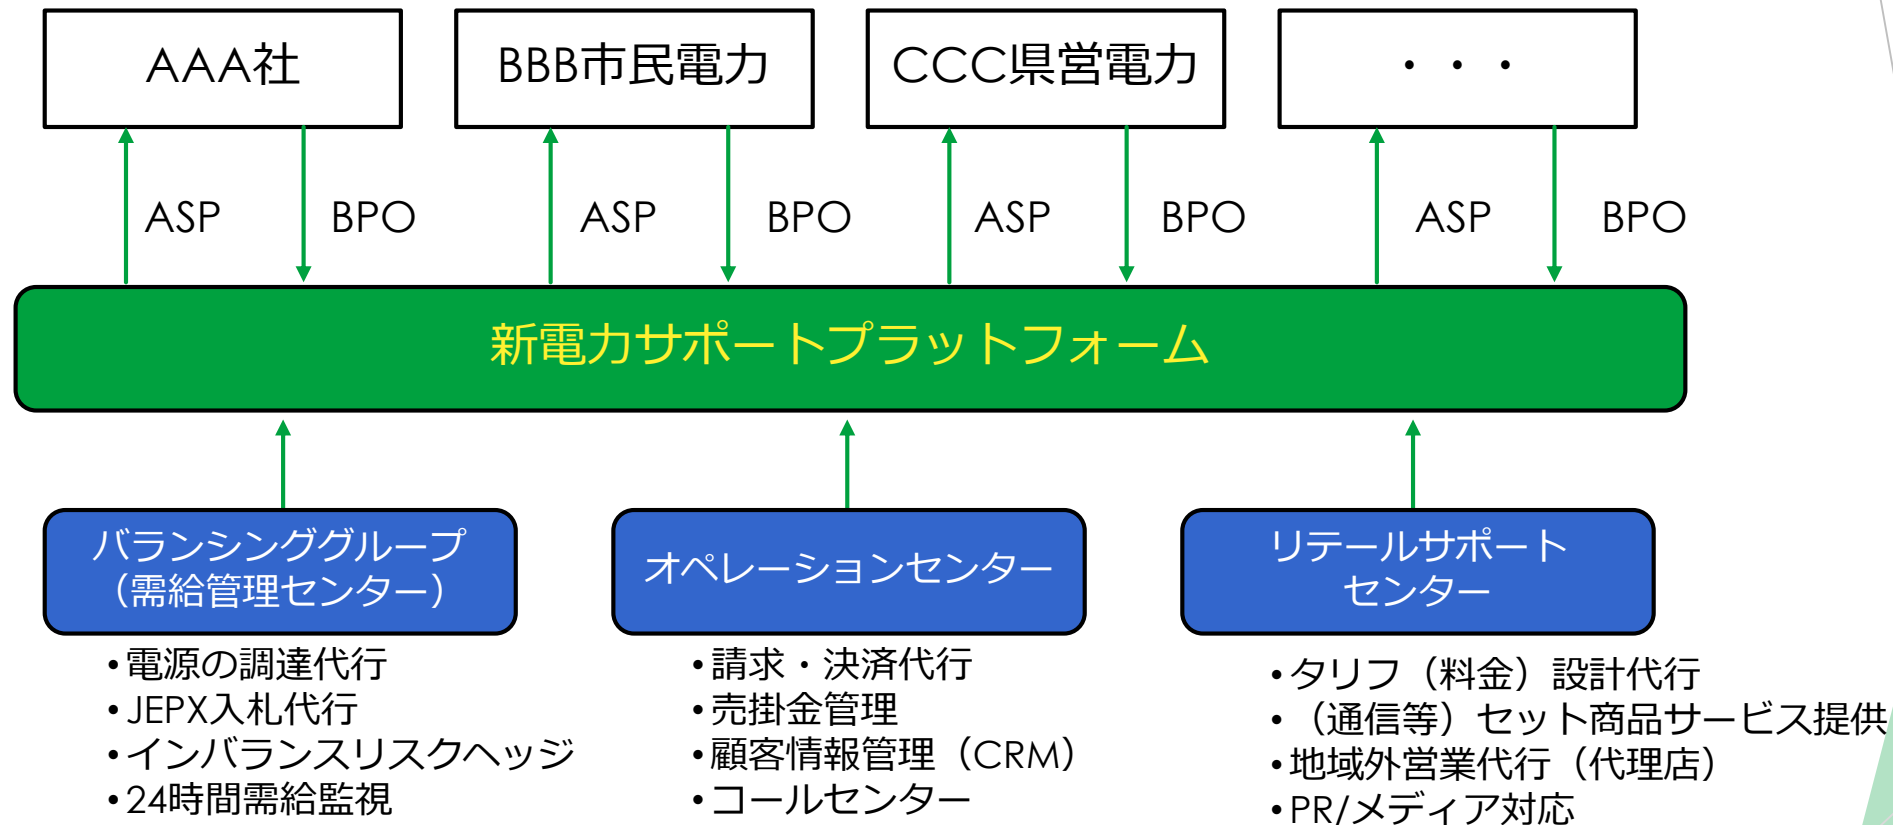 AAA社
BBB市民電力
CCC県営電力
・・・
ASP
BPO
ASP
BPO
ASP
BPO
ASP
BPO
新電力サポートプラットフォーム
バランシンググループ
（需給管理センター）
•電源の調達代行
•JEPX入札代行
•インバランスリスクヘッジ
•24時間需給監視
オペレーションセンター
•請求・決済代行
•売掛金管理
•顧客情報管理（CRM）
•コールセンター
リテールサポート
センター
•タリフ（料金）設計代行
•（通信等）セット商品サービス提供
•地域外営業代行（代理店）
•PR/メディア対応